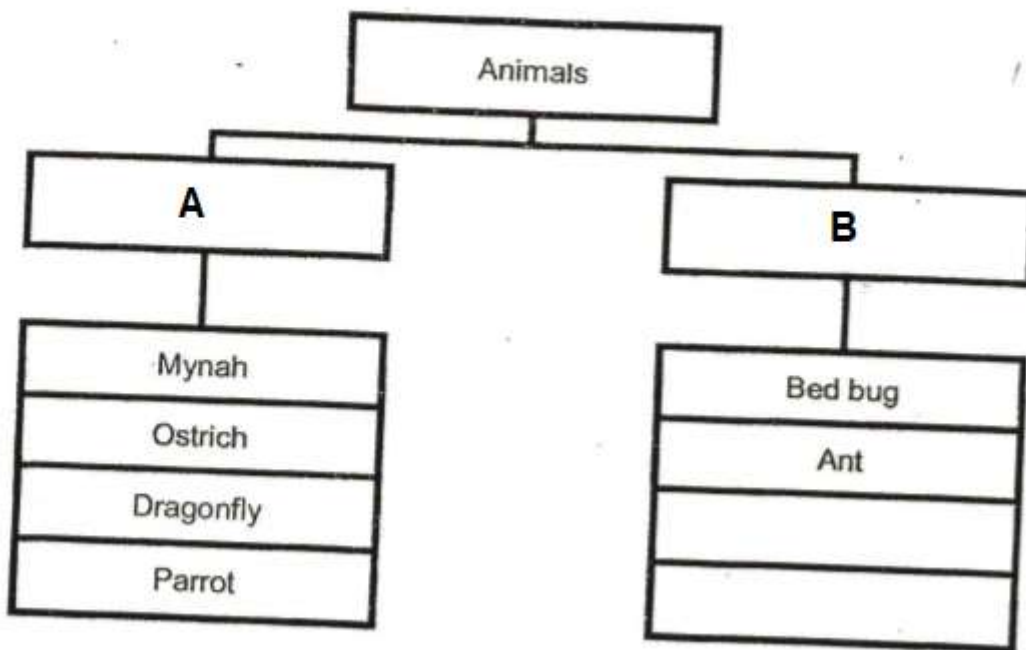 Animals
A
B
Mynah
Ostrich
Dragonfly
Parrot
Bed bug
Ant